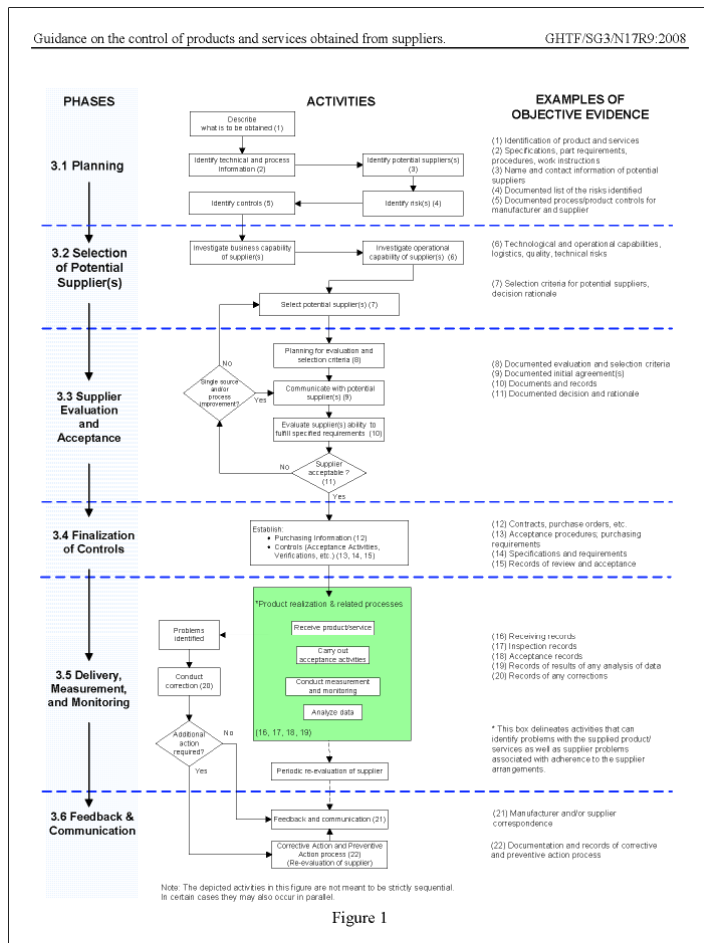 Guidance on the control of products and services obtained from suppliers. GHTF/SG3/N17R9:2008
PHASES
ACTIVITIES
EXAMPLES OF
OBJECTIVE EVIDENCE
3.1 Planning
Describe
what is to be obtained (1)
Identify technical and process
Information (2)
Identify potential suppliers(s)
(3)
Identify controls (5)
Identify risk(s) (4)
(1) Identification of product and services
(2) Specifications, part requirements,
procedures, work instructions
(3) Name and contact information of potential
suppliers
(4) Documented list of the risks identified
(5) Documented process/product controls for
manufacturer and supplier
3.2 Selection
of Potential
Supplier(s)
Investigate business capability
of supplier(s)
Investigate operational
capability of supplier(s) (6)
Select potential supplier(s) (7)
(6) Technological and operational capabilities,
logistics, quality, technical risks
(7) Selection criteria for potential suppliers,
decision rationale
3.3 Supplier
Evaluation
and
Acceptance
No
Single source
and/or
process
improvement?
Yes
Planning for evaluation and
selection criteria (8)
Communicate with potential
supplier(s) (9)
Evaluate supplier(s) ability to
fulfill specified requirements (10)
No
Supplier
acceptable ?
(11)
Yes
(8) Documented evaluation and selection criteria
(9) Documented initial agreement(s)
(10) Documents and records
(11) Documented decision and rationale
3.4 Finalization
of Controls
Establish:
• Purchasing Information (12)
• Controls (Acceptance Activities,
Verifications, etc.) (13, 14, 15)
(12) Contracts, purchase orders, etc.
(13) Acceptance procedures; purchasing
requirements
(14) Specifications and requirements
(15) Records of review and acceptance
3.5 Delivery,
Measurement,
and Monitoring
Problems
identified
Conduct
correction (20)
Additional
action
required?
No
Yes
*Product realization & related processes
Receive product/service
Carry out
acceptance activities
Conduct measurement
and monitoring
Analyze data
(16, 17, 18, 19)
Periodic re-evaluation of supplier
(16) Receiving records
(17) Inspection records
(18) Acceptance records
(19) Records of results of any analysis of data
(20) Records of any corrections
* This box delineates activities that can
identify problems with the supplied product/
services as well as supplier problems
associated with adherence to the supplier
arrangements.
3.6 Feedback &
Communication
Feedback and communication (21)
Corrective Action and Preventive
Action process (22)
(Re-evaluation of supplier)
(21) Manufacturer and/or supplier
correspondence
(22) Documentation and records of corrective
and preventive action process
Note: The depicted activities in this figure are not meant to be strictly sequential.
In certain cases they may also occur in parallel.
Figure 1